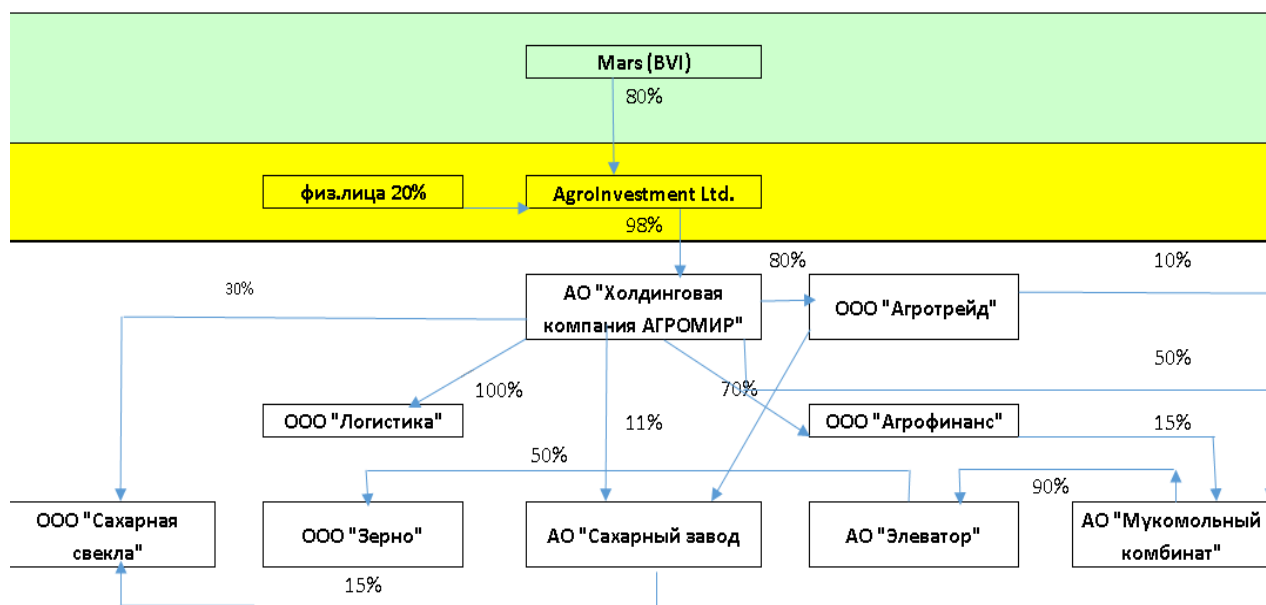 Mars (BVI)
80%
физ.лица 20%
AgroInvestment Ltd.
98%
80%
10%
30%
АО "Холдинговая
компания АГРОМИР"
ООО "Агротрейд"
50%
100%
70%
ООО "Логистика"
11%
ООО "Агрофинанс"
15%
50%
90%
ООО "Сахарная
свекла"
ООО "Зерно"
АО "Сахарный завод
АО "Элеватор"
АО "Мукомольный
комбинат"
15%